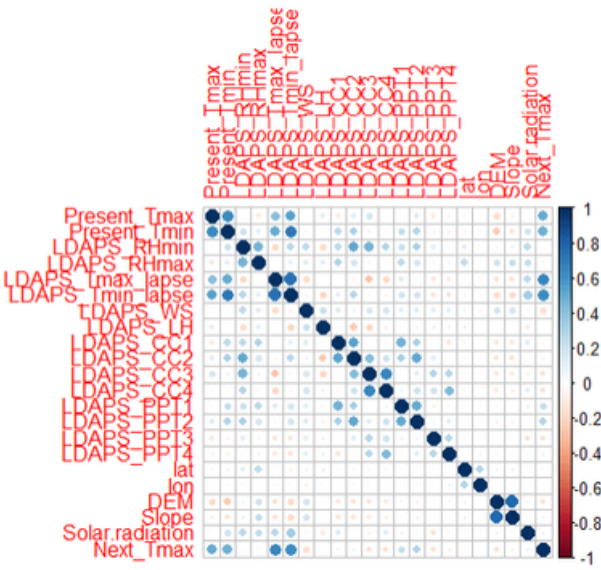 Present_Tmax
Present_Tmin
LDAPS_RHmin
LDAPS_RHmax
LDAPS_Tmax_lapse
LDAPS_Tmin_lapse
LDAPS_WS
LDAPS_LH
LDAPS_CC1
LDAPS_CC2
LDAPS_CC3
LDAPS_CC4
LDAPS_PPT1
LDAPS_PPT2
LDAPS_PPT3
LDAPS_PPT4
lat
lon
DEM
Slope
Solar.radiation
Next_Tmax
Present_Tmax
Present_Tmin
LDAPS_RHmin
LDAPS_RHmax
LDAPS_Tmax_lapse
LDAPS_Tmin_lapse
LDAPS_WS
LDAPS_LH
LDAPS_CC1
LDAPS_CC2
LDAPS_CC3
LDAPS_CC4
LDAPS_PPT1
LDAPS_PPT2
LDAPS_PPT3
LDAPS_PPT4
lat
lon
DEM
Slope
Solar.radiation
Next_Tmax
1
0.8
0.6
0.4
0.2
0
-0.2
-0.4
-0.6
-0.8
-1